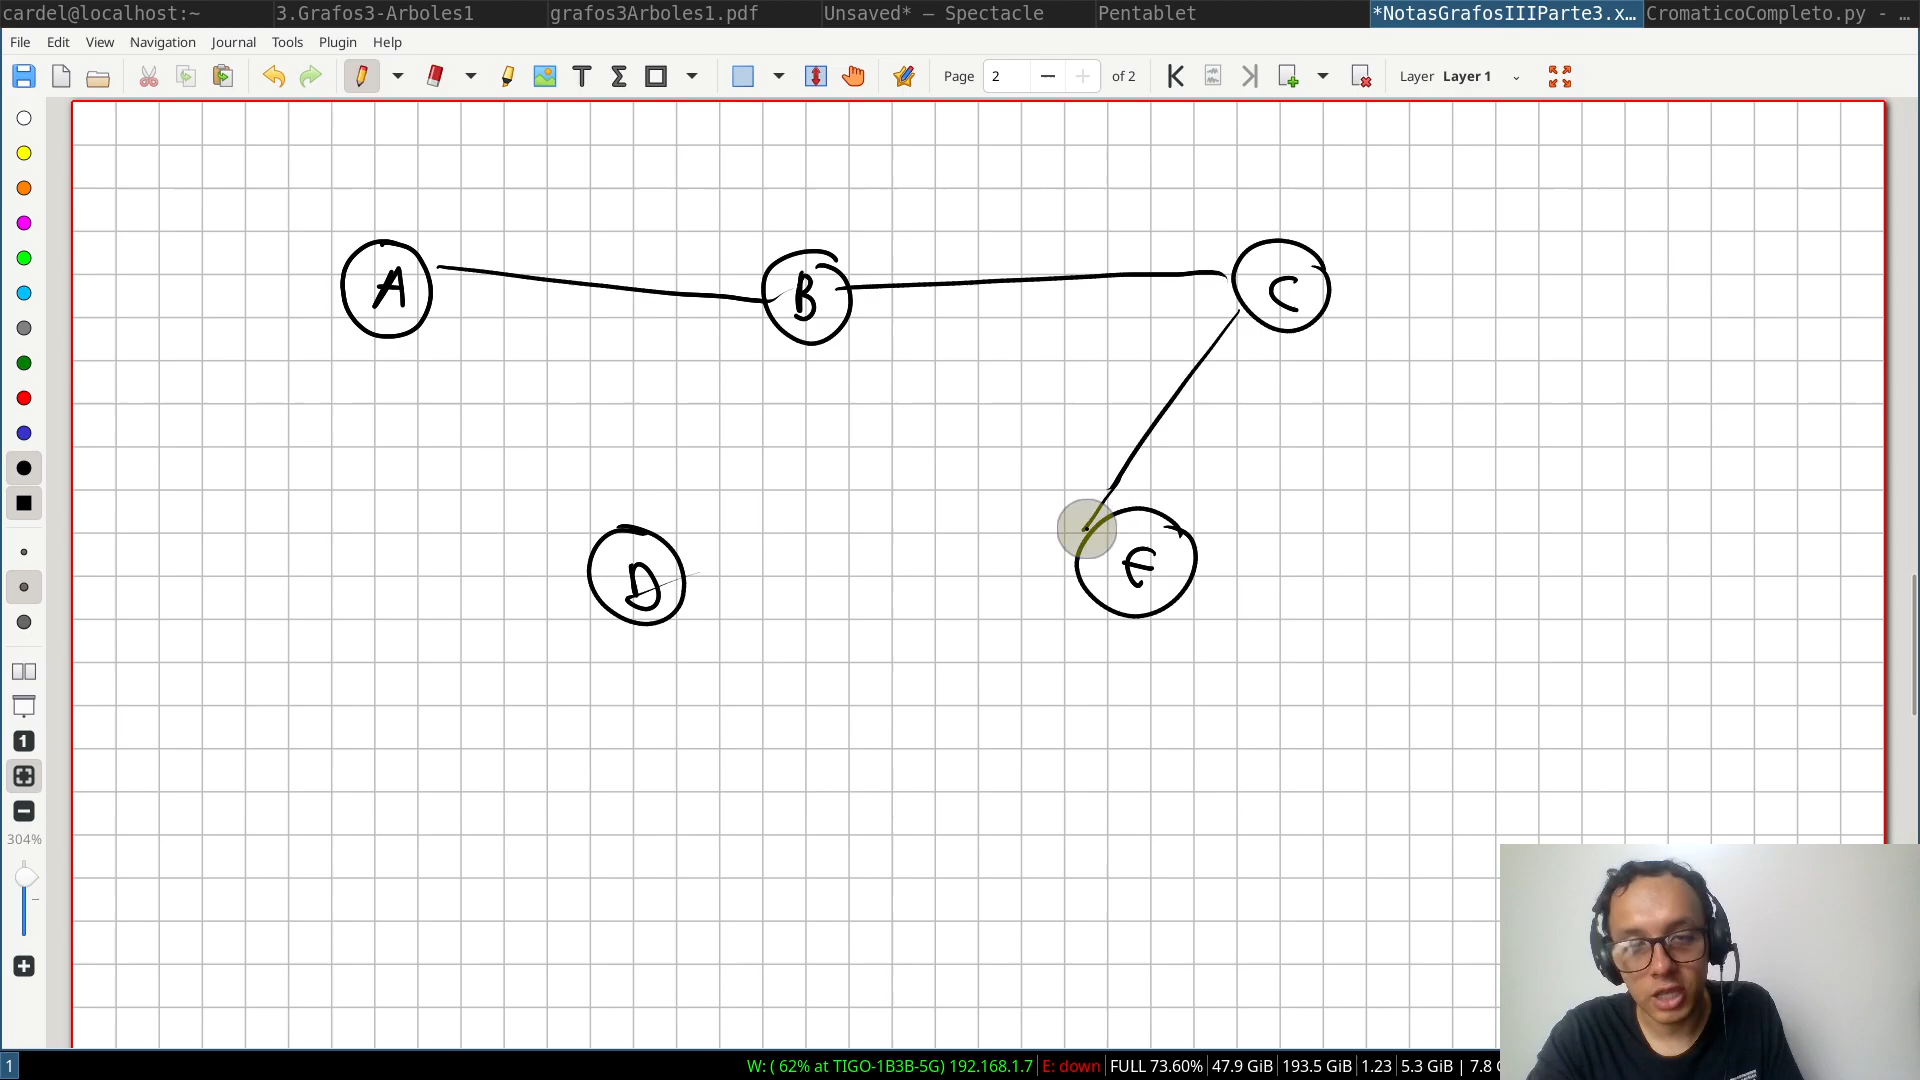 cardel@localhost:~ 3.Grafos3-Arboles1 grafos3Arboles1.pdf Unsaved* — Spectacle Pentablet *NotasGrafosIIIParte3.x… CromaticoCompleto.py - …
File Edit View Navigation Journal Tools Plugin Help
Page 2 of 2 Layer Layer 1
A B C
D E
304%
1 W: ( 62% at TIGO-1B3B-5G) 192.168.1.7 E: down FULL 73.60% 47.9 GiB 193.5 GiB 1.23 5.3 GiB | 7.8